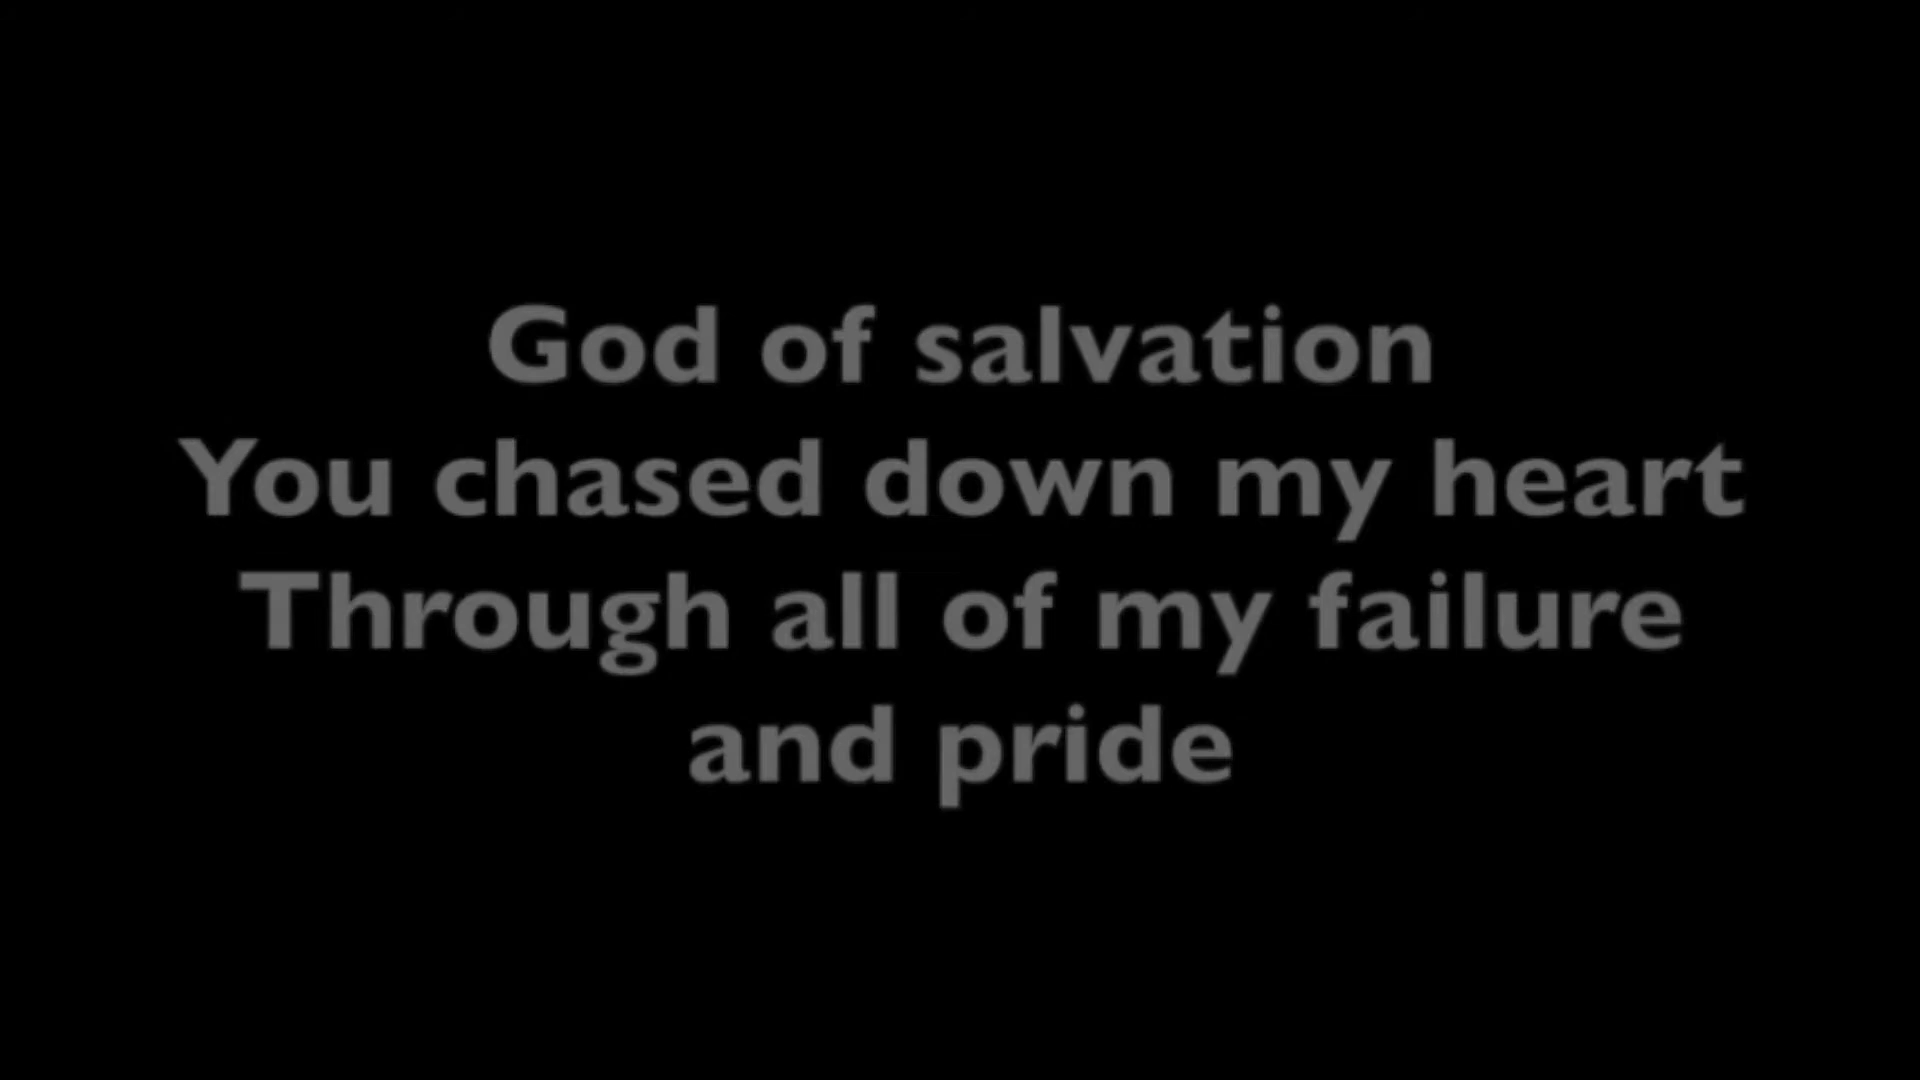 God of salvation
You chased down my heart
Through all of my failure
and pride